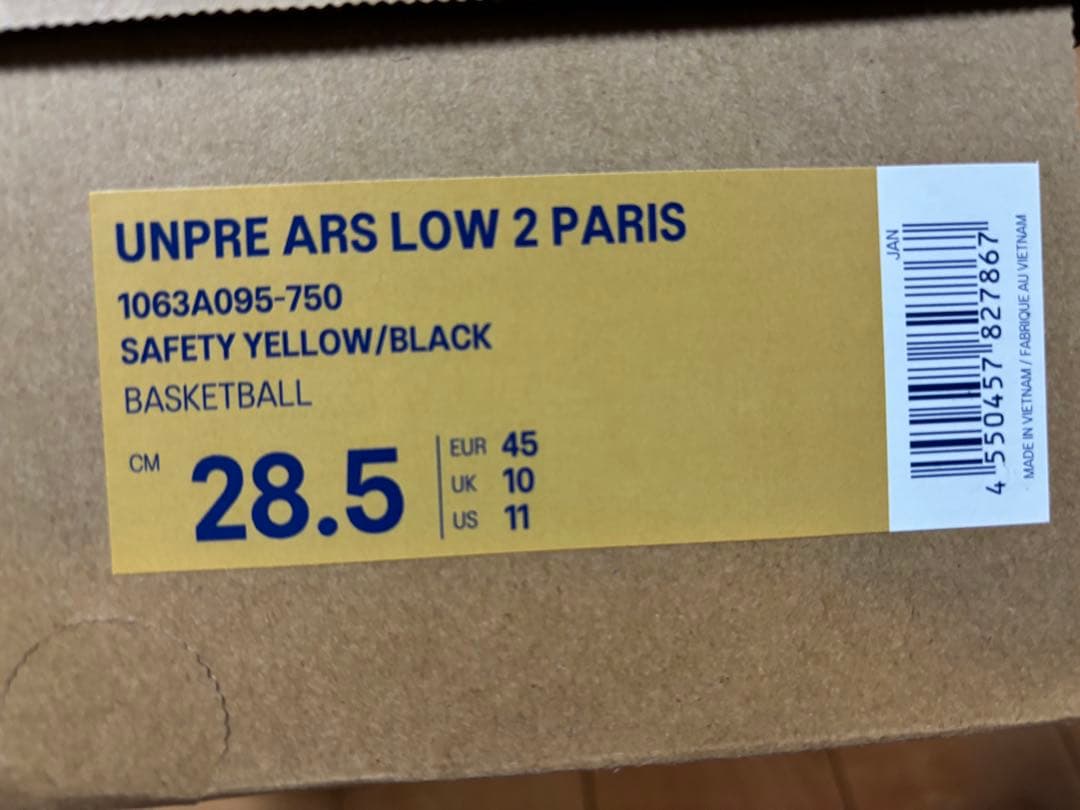 UNPRE ARS LOW 2 PARIS
1063A095-750
SAFETY YELLOW/BLACK
BASKETBALL
CM 28.5
EUR 45
UK 10
US 11
JAN
4 550457 827867
MADE IN VIETNAM / FABRIQUE AU VIETNAM